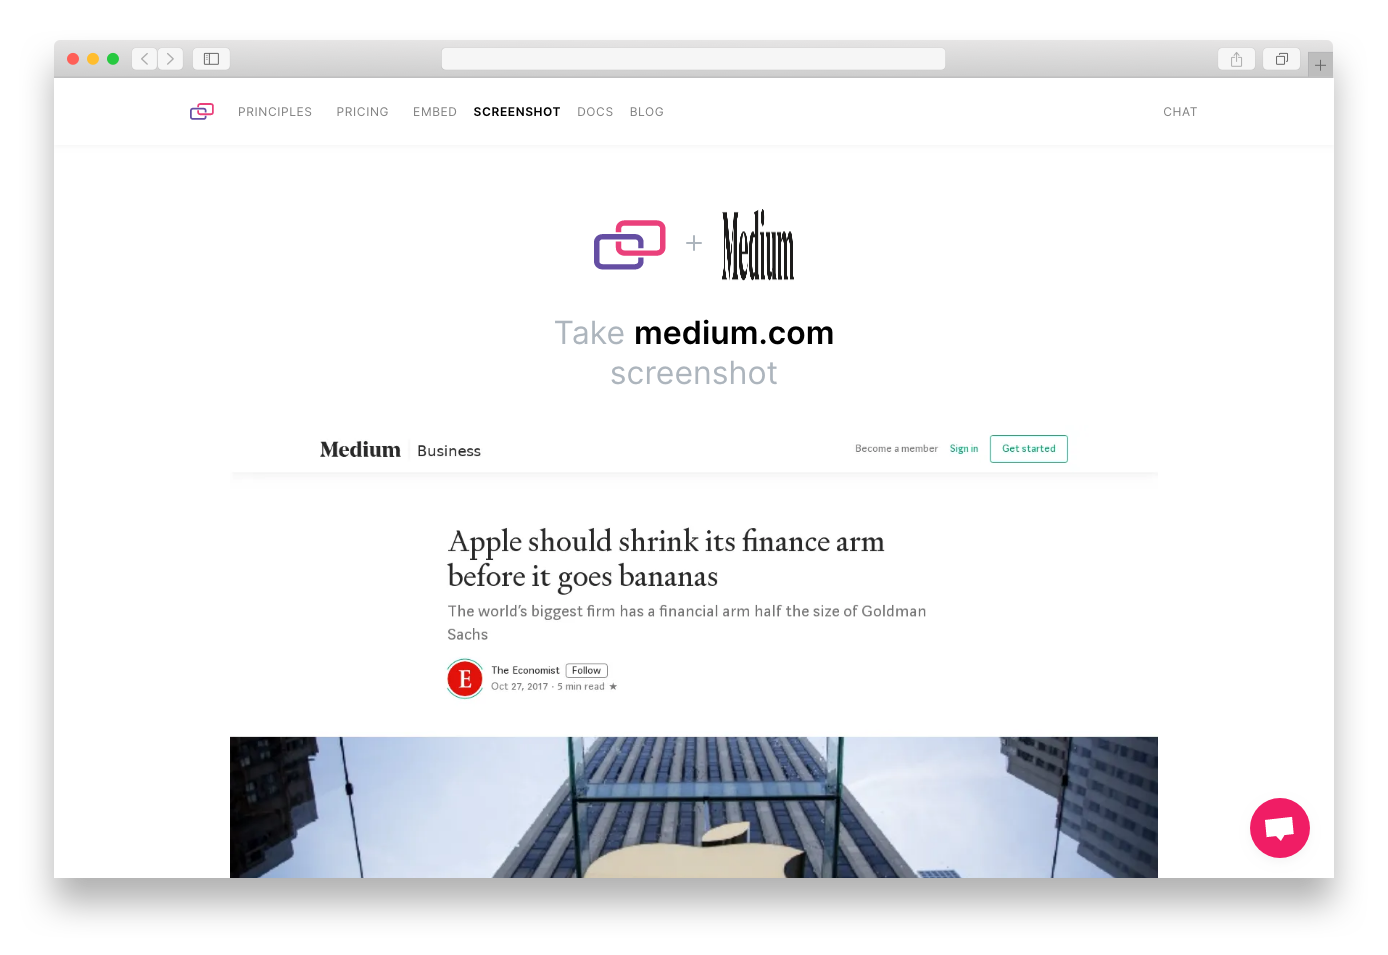 PRINCIPLES PRICING EMBED SCREENSHOT DOCS BLOG CHAT
+ Medium
Take medium.com
screenshot
Medium Business Become a member Sign in Get started
Apple should shrink its finance arm
before it goes bananas
The world's biggest firm has a financial arm half the size of Goldman
Sachs
E
The Economist Follow
Oct 27, 2017 · 5 min read ★